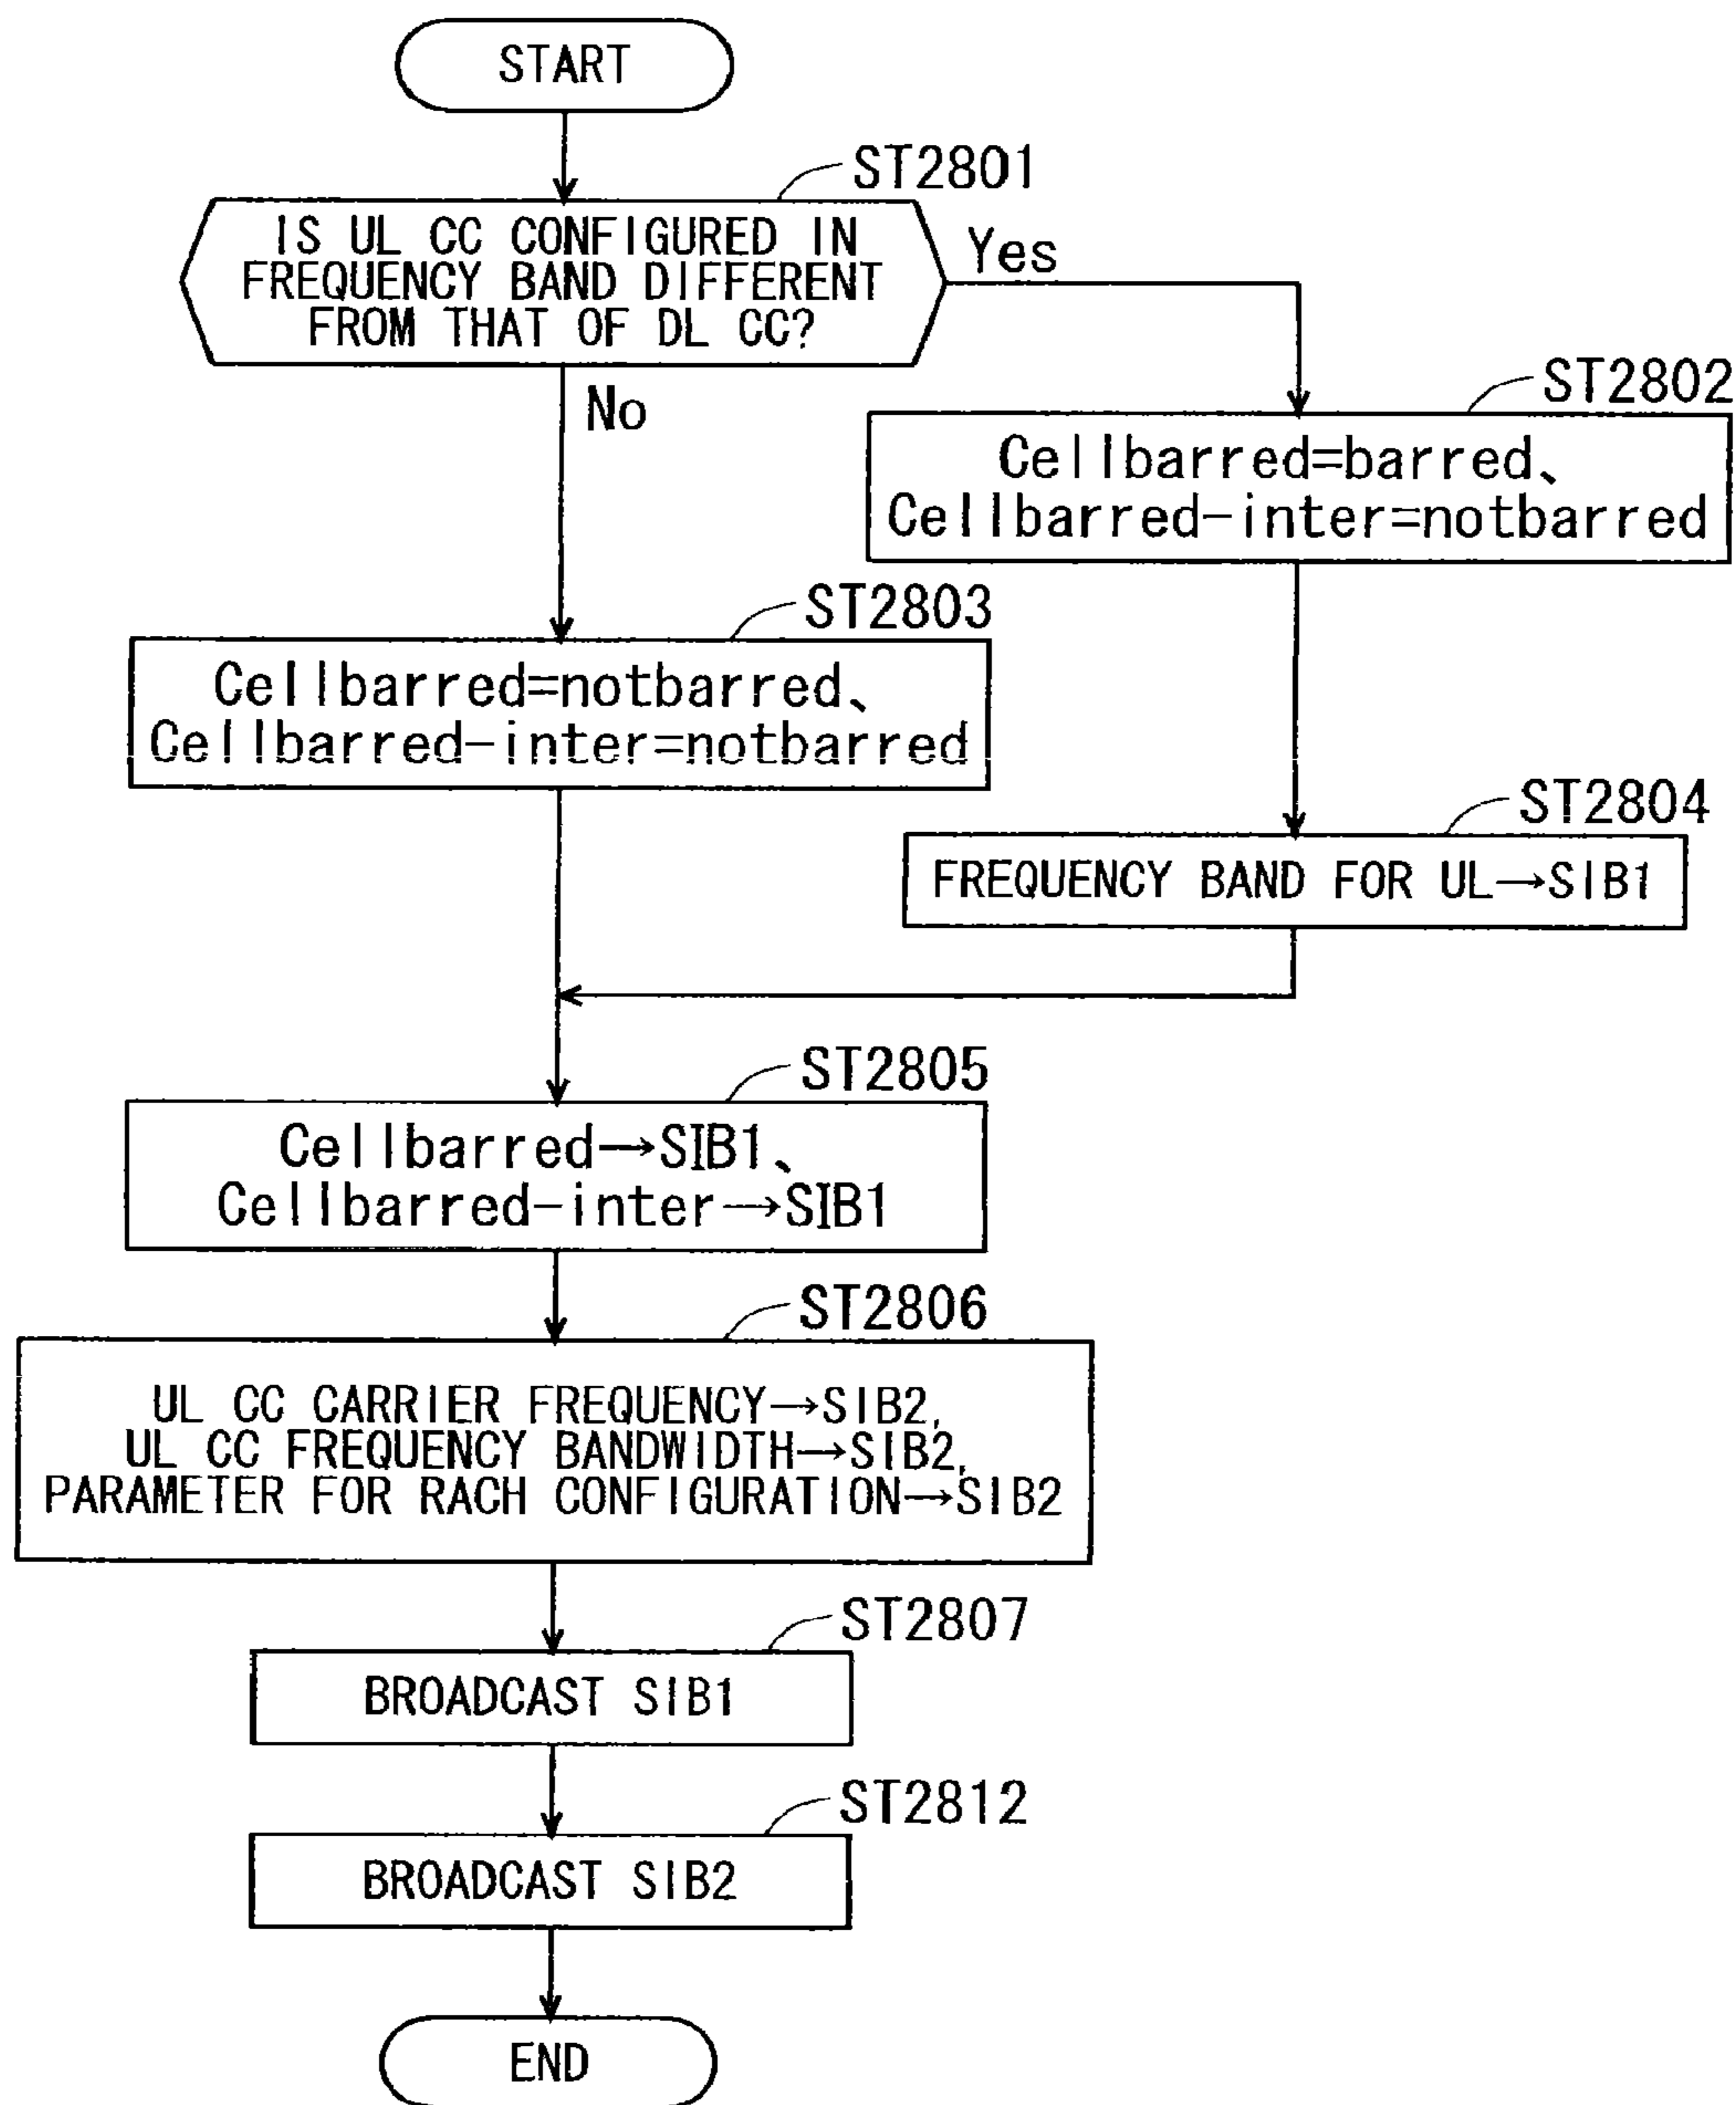 START
ST2801
IS UL CC CONFIGURED IN
FREQUENCY BAND DIFFERENT
FROM THAT OF DL CC?
Yes
No
ST2802
Cellbarred=barred、
Cellbarred-inter=notbarred
ST2803
Cellbarred=notbarred、
Cellbarred-inter=notbarred
ST2804
FREQUENCY BAND FOR UL→SIB1
ST2805
Cellbarred→SIB1、
Cellbarred-inter→SIB1
ST2806
UL CC CARRIER FREQUENCY→SIB2,
UL CC FREQUENCY BANDWIDTH→SIB2,
PARAMETER FOR RACH CONFIGURATION→SIB2
ST2807
BROADCAST SIB1
ST2812
BROADCAST SIB2
END